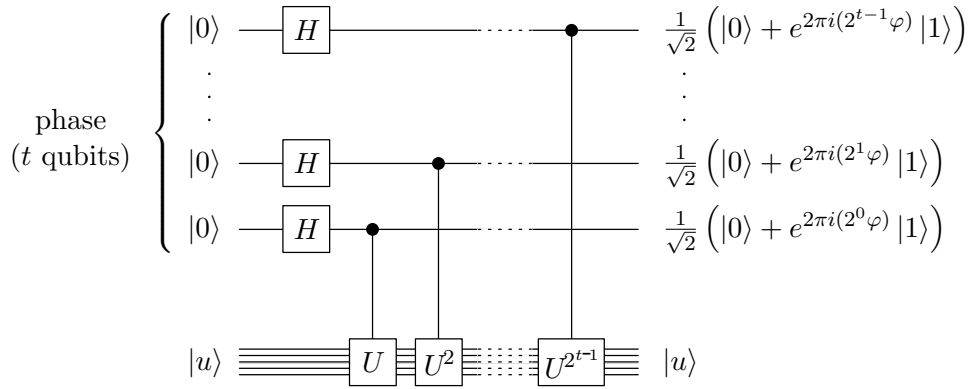 |0⟩ H 1/√2 (|0⟩ + e^{2πi(2^{t−1}φ)} |1⟩)
phase
(t qubits)
|0⟩ H 1/√2 (|0⟩ + e^{2πi(2^1φ)} |1⟩)
|0⟩ H 1/√2 (|0⟩ + e^{2πi(2^0φ)} |1⟩)
|u⟩ U U^2 U^{2^{t-1}} |u⟩